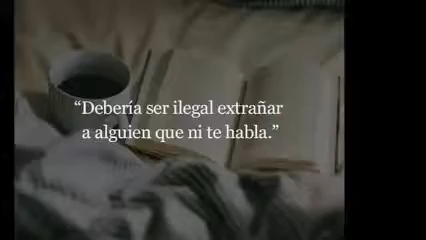 “Debería ser ilegal extrañar
a alguien que ni te habla.”